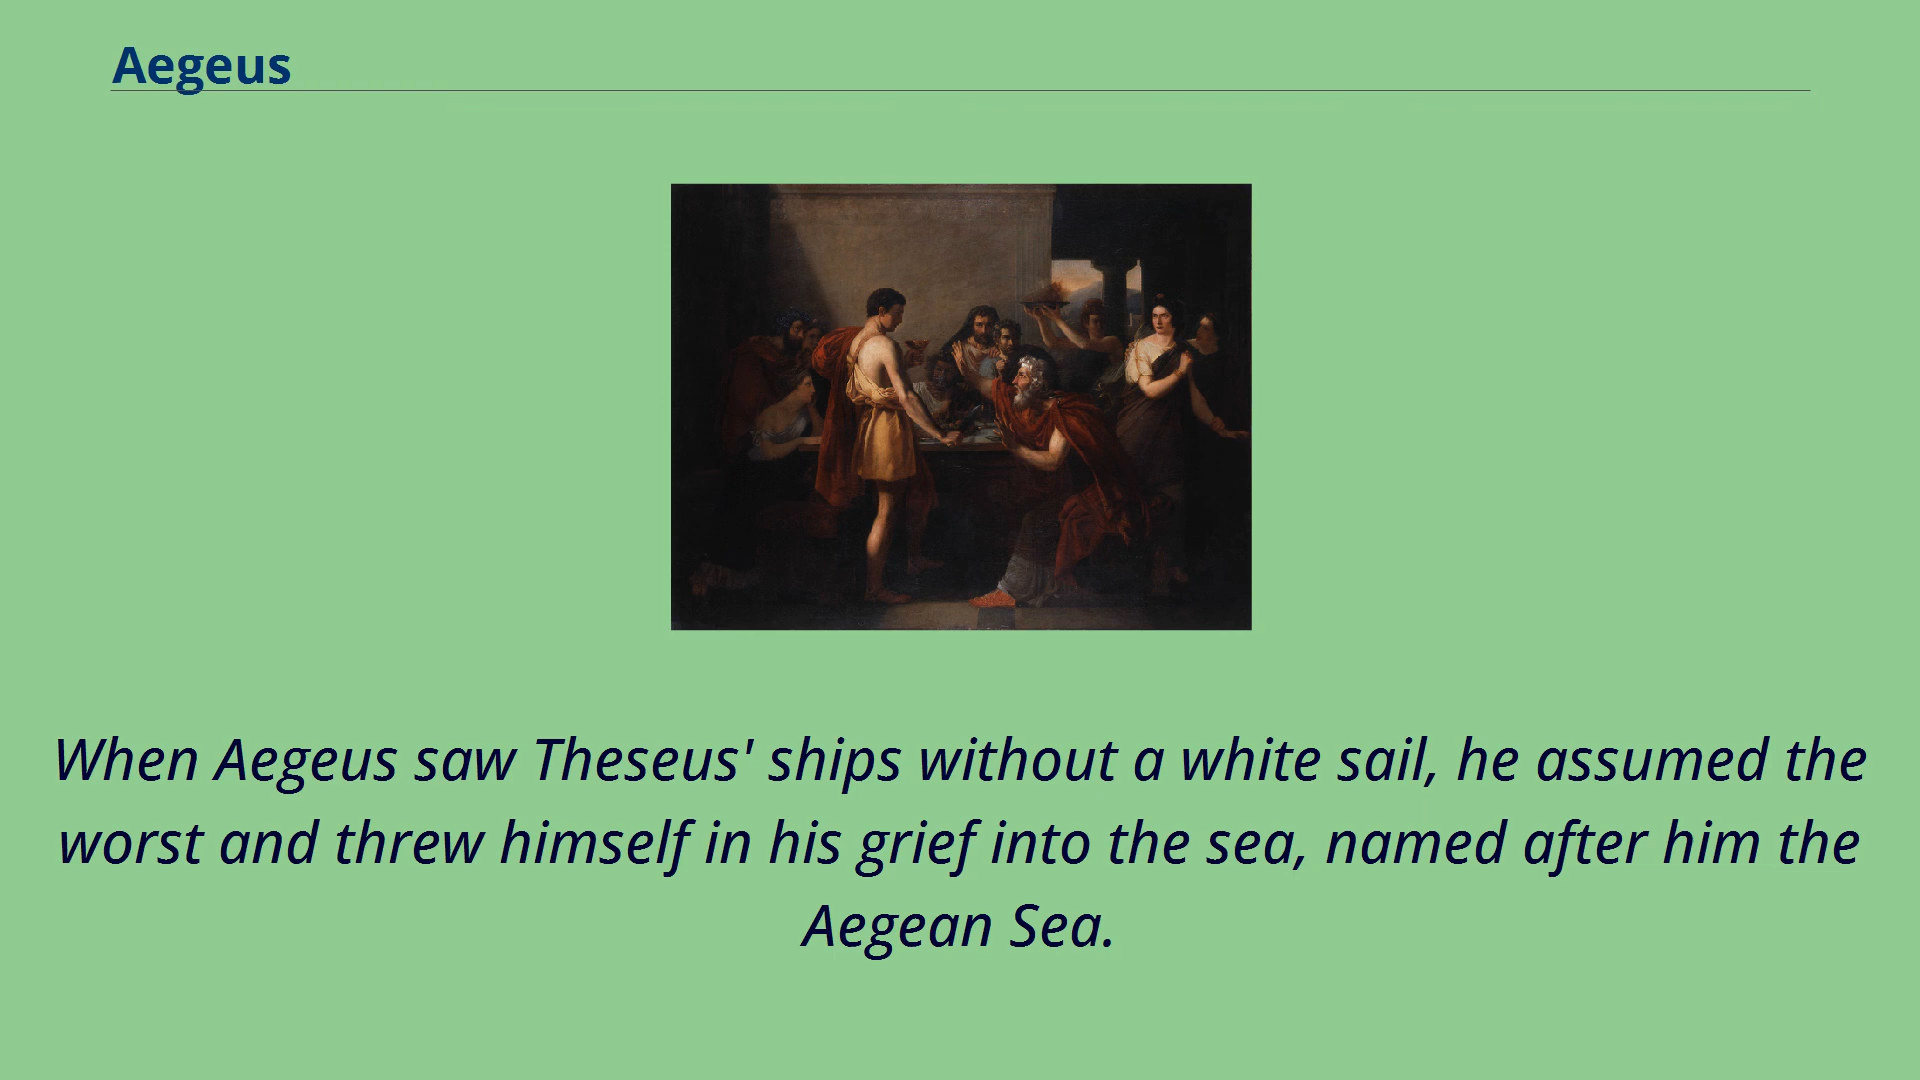 Aegeus
When Aegeus saw Theseus' ships without a white sail, he assumed the
worst and threw himself in his grief into the sea, named after him the
Aegean Sea.